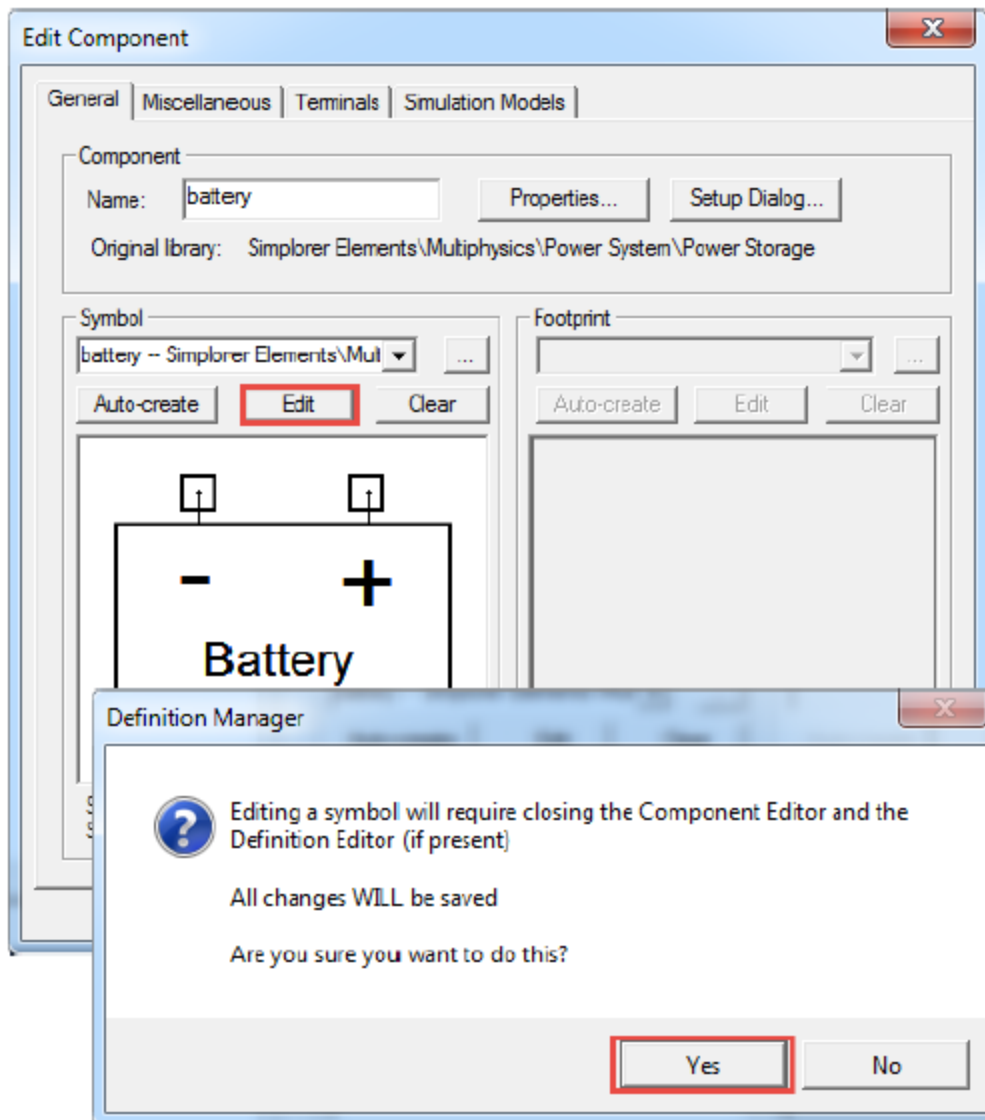 Edit Component
General Miscellaneous Terminals Simulation Models
Component
Name: battery Properties... Setup Dialog...
Original library: Simplorer Elements\Multiphysics\Power System\Power Storage
Symbol Footprint
battery -- Simplorer Elements\Mult ...
...
Auto-create Edit Clear Auto-create Edit Clear
- +
Battery
Definition Manager
Editing a symbol will require closing the Component Editor and the
Definition Editor (if present)
All changes WILL be saved
Are you sure you want to do this?
Yes No